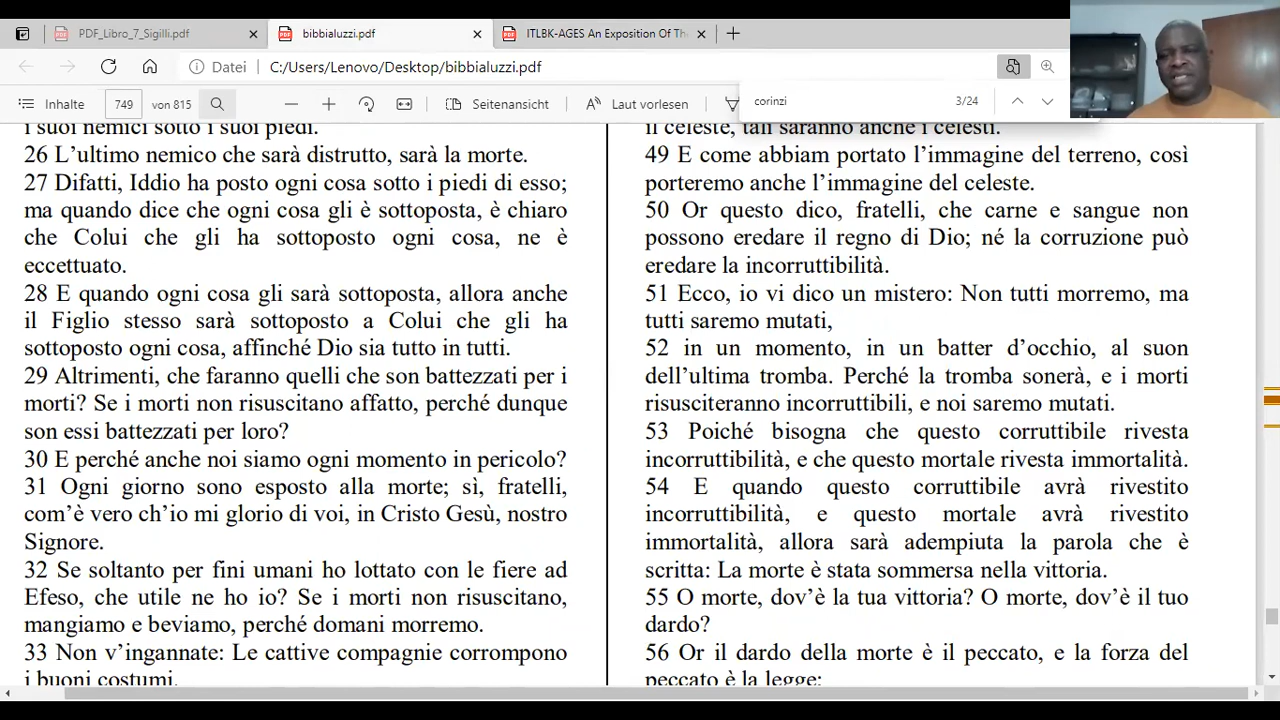 PDF_Libro_7_Sigilli.pdf
bibbialuzzi.pdf
ITLBK-AGES An Exposition Of Th
Datei
C:/Users/Lenovo/Desktop/bibbialuzzi.pdf
Inhalte
749
von 815
Seitenansicht
Laut vorlesen
corinzi
3/24
i suoi nemici sotto i suoi piedi.
26 L’ultimo nemico che sarà distrutto, sarà la morte.
27 Difatti, Iddio ha posto ogni cosa sotto i piedi di esso;
ma quando dice che ogni cosa gli è sottoposta, è chiaro
che Colui che gli ha sottoposto ogni cosa, ne è
eccettuato.
28 E quando ogni cosa gli sarà sottoposta, allora anche
il Figlio stesso sarà sottoposto a Colui che gli ha
sottoposto ogni cosa, affinché Dio sia tutto in tutti.
29 Altrimenti, che faranno quelli che son battezzati per i
morti? Se i morti non risuscitano affatto, perché dunque
son essi battezzati per loro?
30 E perché anche noi siamo ogni momento in pericolo?
31 Ogni giorno sono esposto alla morte; sì, fratelli,
com’è vero ch’io mi glorio di voi, in Cristo Gesù, nostro
Signore.
32 Se soltanto per fini umani ho lottato con le fiere ad
Efeso, che utile ne ho io? Se i morti non risuscitano,
mangiamo e beviamo, perché domani morremo.
33 Non v’ingannate: Le cattive compagnie corrompono
i buoni costumi.
il celeste, tali saranno anche i celesti.
49 E come abbiam portato l’immagine del terreno, così
porteremo anche l’immagine del celeste.
50 Or questo dico, fratelli, che carne e sangue non
possono eredare il regno di Dio; né la corruzione può
eredare la incorruttibilità.
51 Ecco, io vi dico un mistero: Non tutti morremo, ma
tutti saremo mutati,
52 in un momento, in un batter d’occhio, al suon
dell’ultima tromba. Perché la tromba sonerà, e i morti
risusciteranno incorruttibili, e noi saremo mutati.
53 Poiché bisogna che questo corruttibile rivesta
incorruttibilità, e che questo mortale rivesta immortalità.
54 E quando questo corruttibile avrà rivestito
incorruttibilità, e questo mortale avrà rivestito
immortalità, allora sarà adempiuta la parola che è
scritta: La morte è stata sommersa nella vittoria.
55 O morte, dov’è la tua vittoria? O morte, dov’è il tuo
dardo?
56 Or il dardo della morte è il peccato, e la forza del
peccato è la legge;